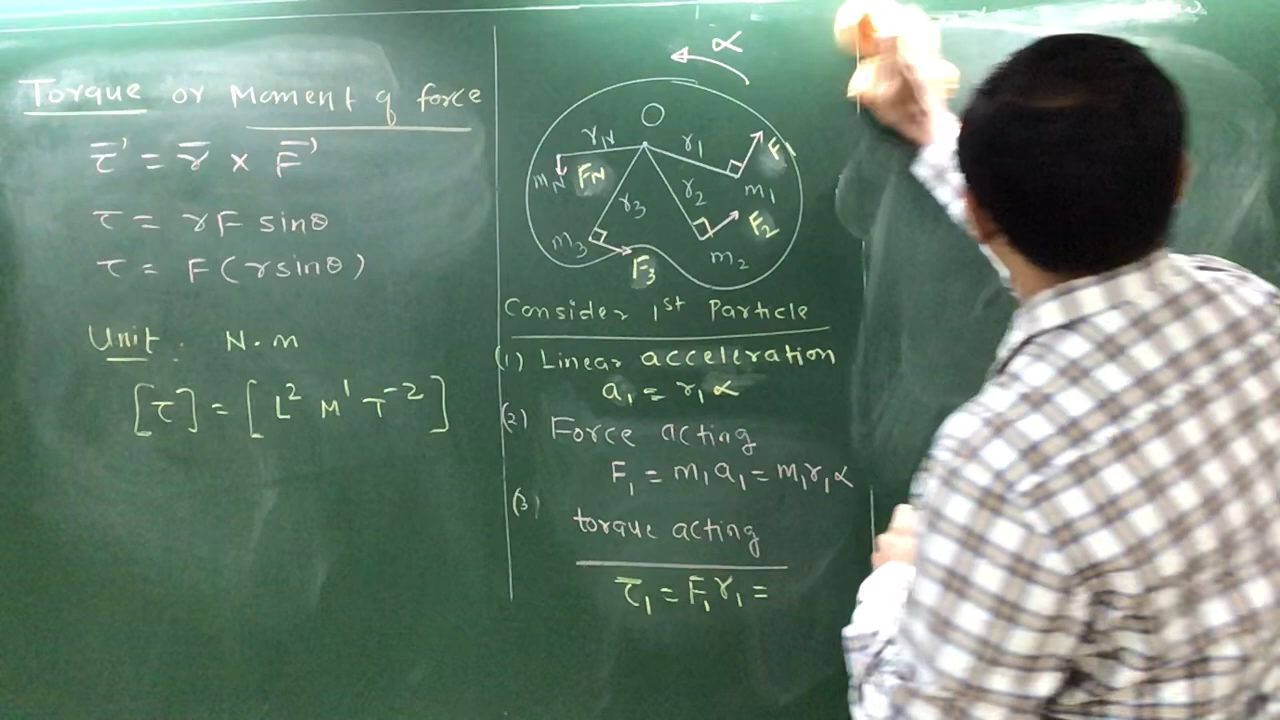 Torque or Moment of force
τ̄' = r̄ × F̄'
τ = rF sinθ
τ = F(r sinθ)
Unit : N.m
[τ] = [L² M¹ T⁻²]
α
O
rN
r₁
F₁
mN
FN
r₂
m₁
r₃
F₂
m₃
m₂
F₃
Consider 1st Particle
(1) Linear acceleration
a₁ = r₁α
(2) Force acting
F₁ = m₁a₁ = m₁r₁α
(3) torque acting
τ₁ = F₁r₁ =